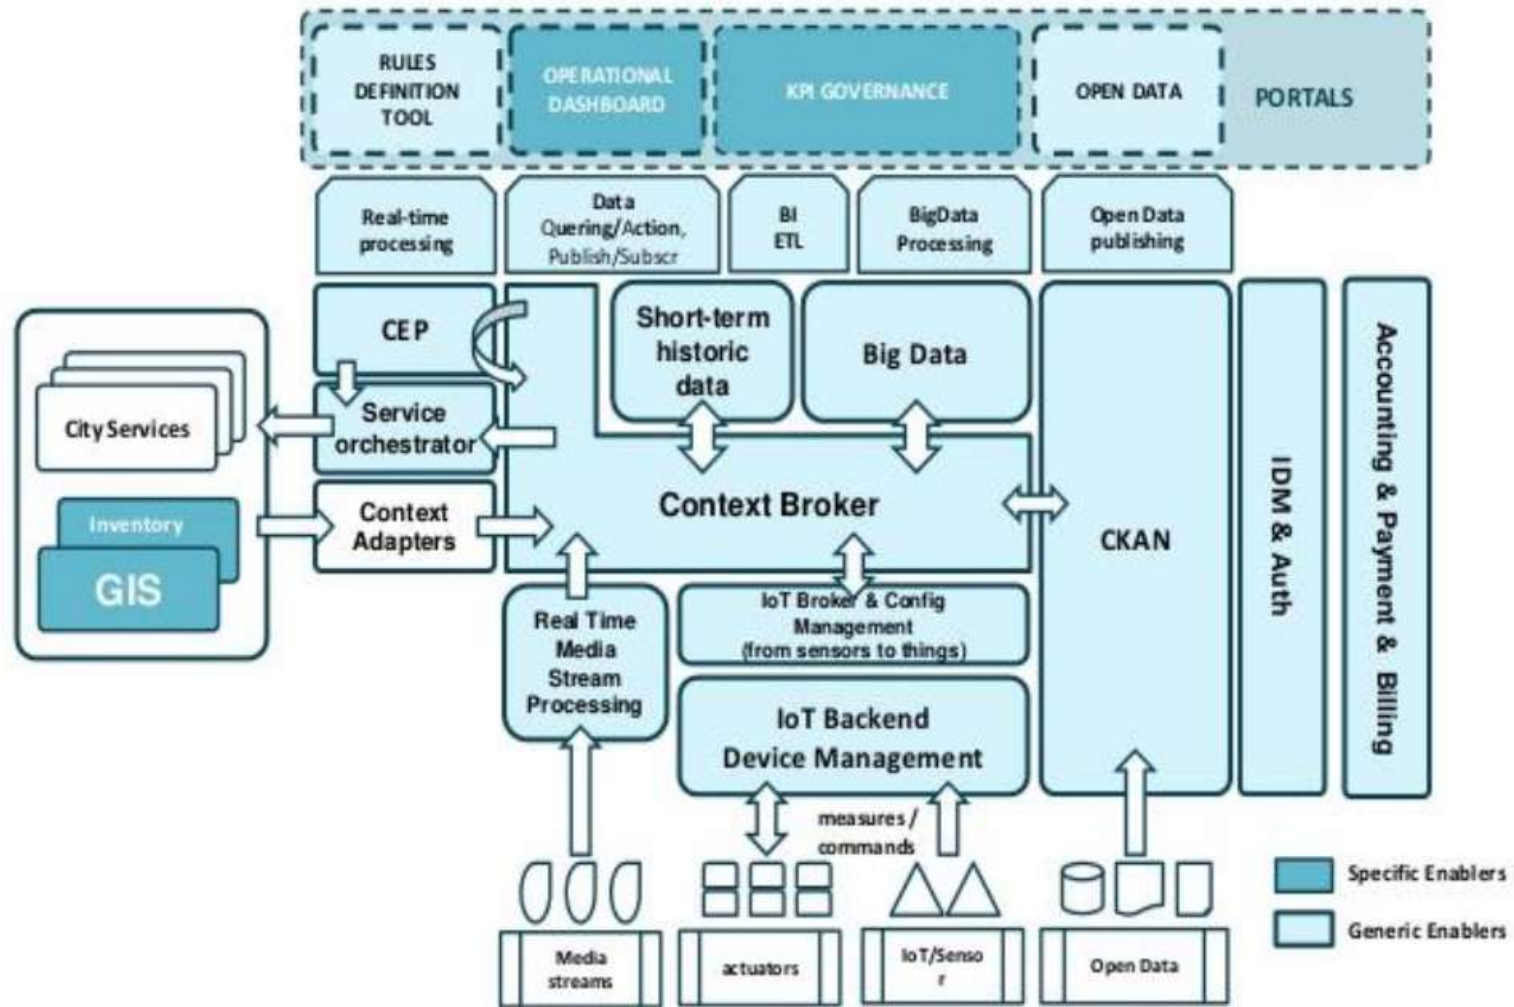 RULES
DEFINITION
TOOL
OPERATIONAL
DASHBOARD
KPI GOVERNANCE
OPEN DATA
PORTALS
Real-time
processing
Data
Quering/Action,
Publish/Subscr
BI
ETL
BigData
Processing
Open Data
publishing
CEP
Short-term
historic
data
Big Data
City Services
Service
orchestrator
Context Broker
CKAN
IDM & Auth
Accounting & Payment & Billing
Inventory
GIS
Context
Adapters
Real Time
Media
Stream
Processing
IoT Broker & Config
Management
(from sensors to things)
IoT Backend
Device Management
measures /
commands
Specific Enablers
Generic Enablers
Media
streams
actuators
IoT/Senso
r
Open Data